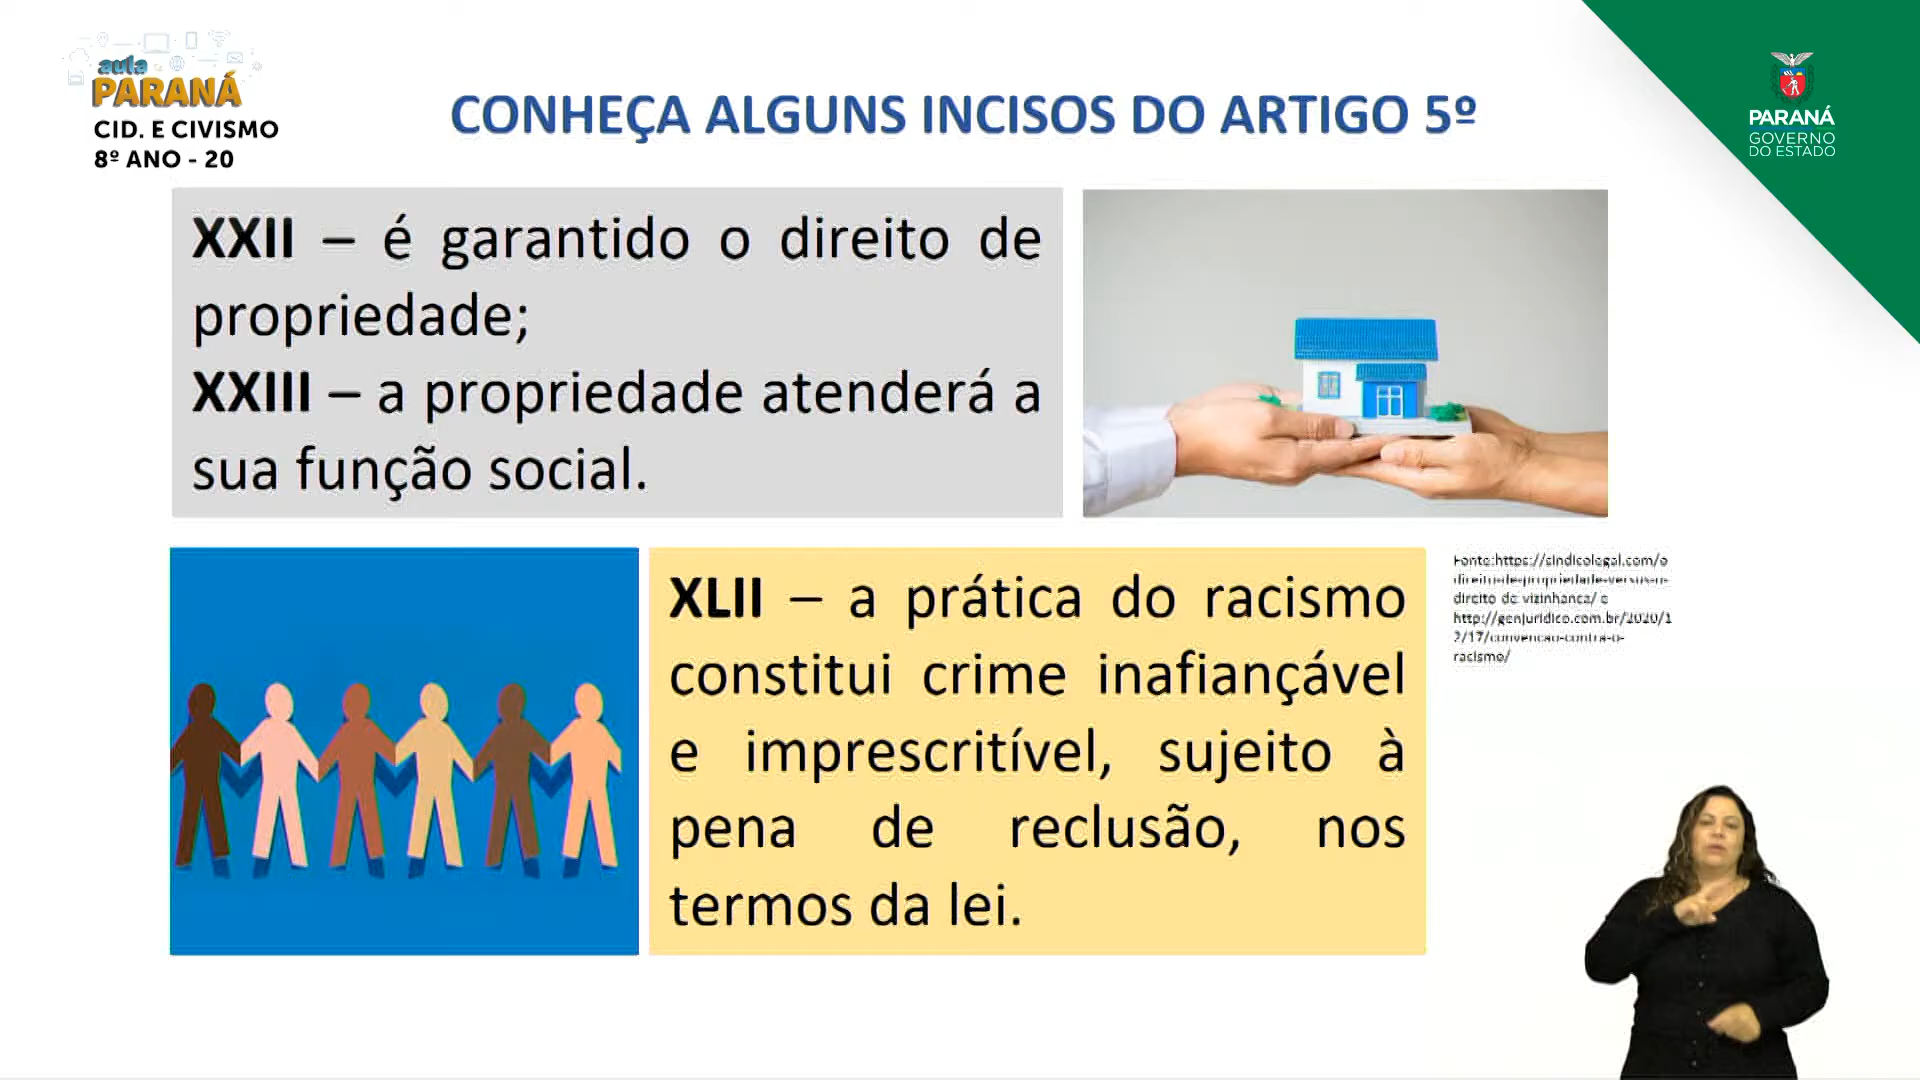 aula
PARANÁ
CID. E CIVISMO
8º ANO - 20
CONHEÇA ALGUNS INCISOS DO ARTIGO 5º
PARANÁ
GOVERNO
DO ESTADO
XXII – é garantido o direito de
propriedade;
XXIII – a propriedade atenderá a
sua função social.
XLII – a prática do racismo
constitui crime inafiançável
e imprescritível, sujeito à
pena de reclusão, nos
termos da lei.
Fonte:https://sindicolegal.com/o
direito-de-propriedade-versus-o-
direito de vizinhanca/ e
http://genjuridico.com.br/2020/1
2/17/convencao-contra-o-
racismo/